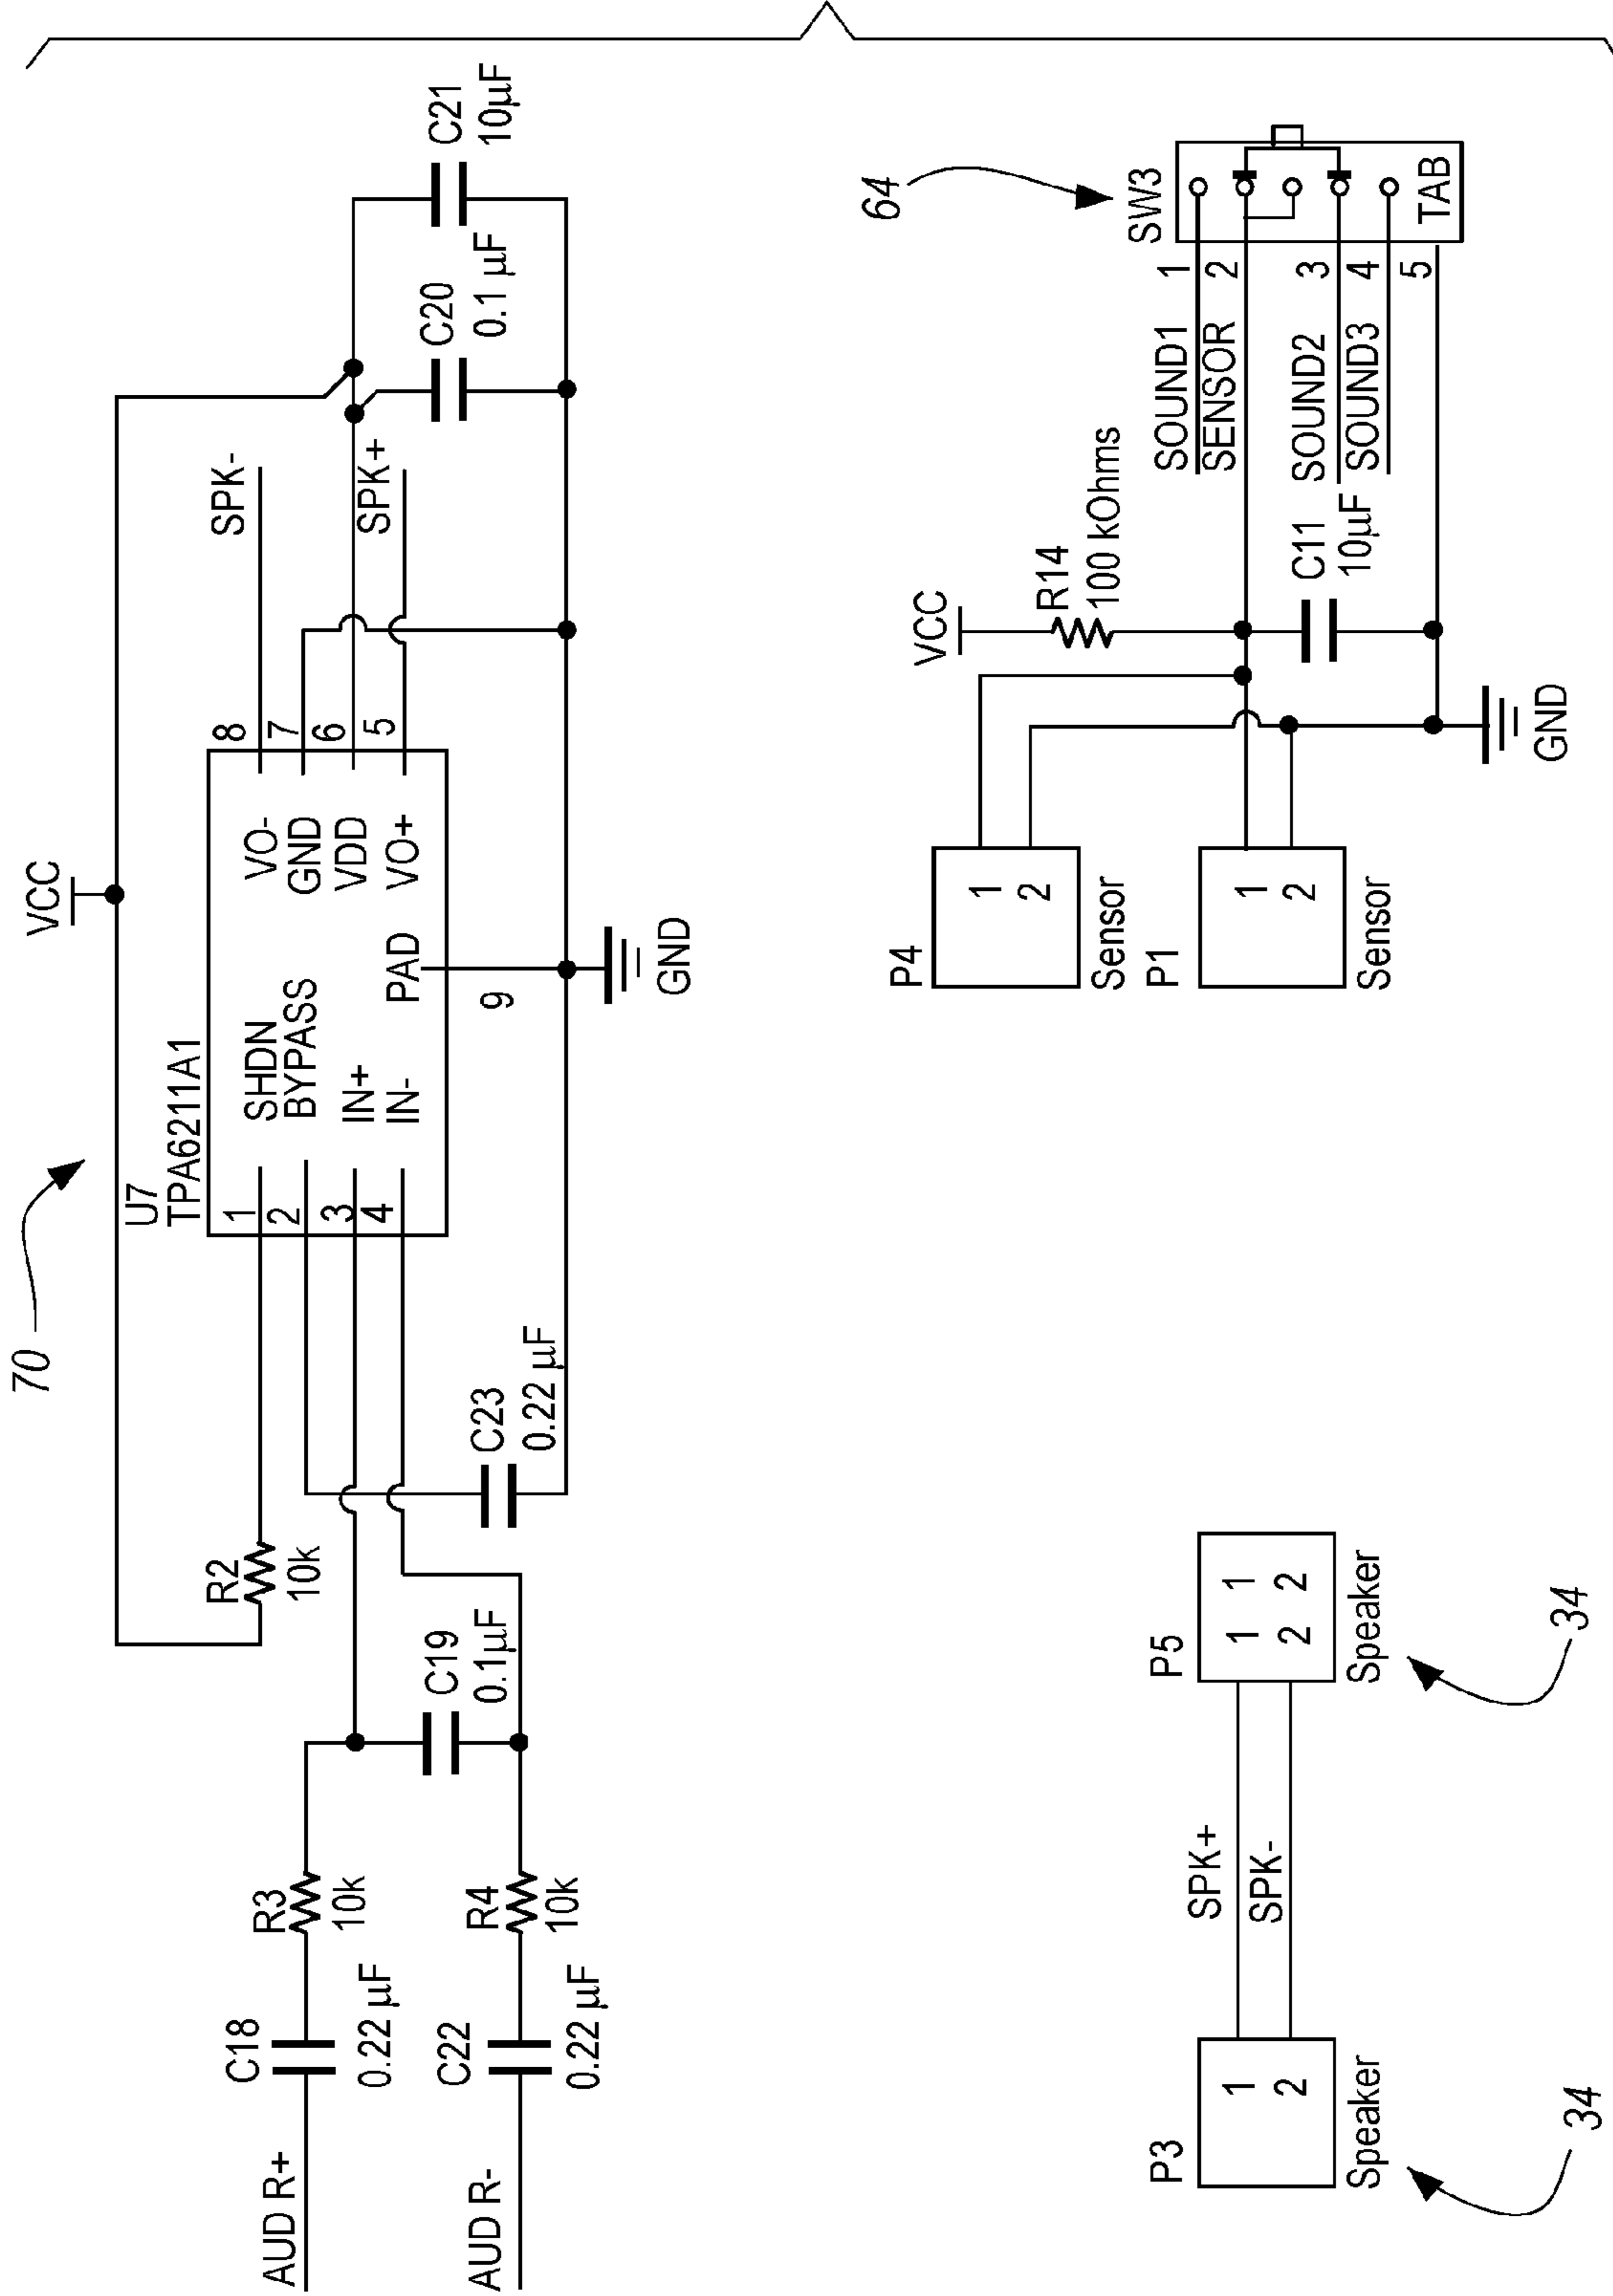 70
VCC
U7
TPA6211A1
1
2
3
4
SHDN
BYPASS
IN+
IN-
PAD
9
VO-
GND
VDD
VO+
8
7
6
5
SPK-
SPK+
R2
10k
C18
0.22 µF
R3
10k
AUD R+
AUD R-
C22
0.22 µF
R4
10k
C19
0.1µF
C23
0.22 µF
GND
C20
0.1 µF
C21
10µF
P3
1
2
Speaker
34
SPK+
SPK-
P5
1 1
2 2
Speaker
34
P4
1
2
Sensor
P1
1
2
Sensor
VCC
R14
100 kOhms
C11
10µF
GND
SOUND1
SENSOR
SOUND2
SOUND3
1
2
3
4
5
SW3
TAB
64